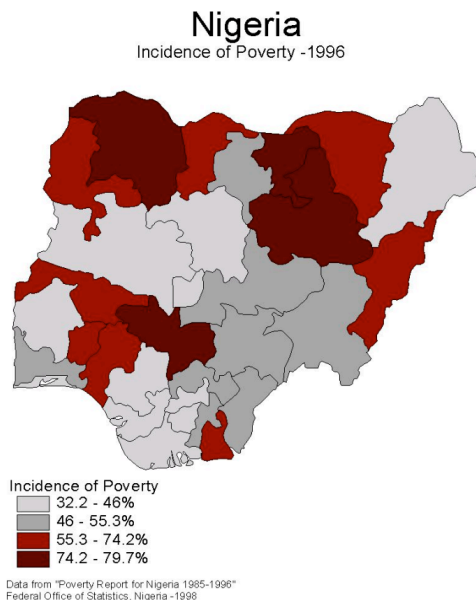 Nigeria
Incidence of Poverty -1996
Incidence of Poverty
32.2 - 46%
46 - 55.3%
55.3 - 74.2%
74.2 - 79.7%
Data from "Poverty Report for Nigeria 1985-1996"
Federal Office of Statistics, Nigeria -1998